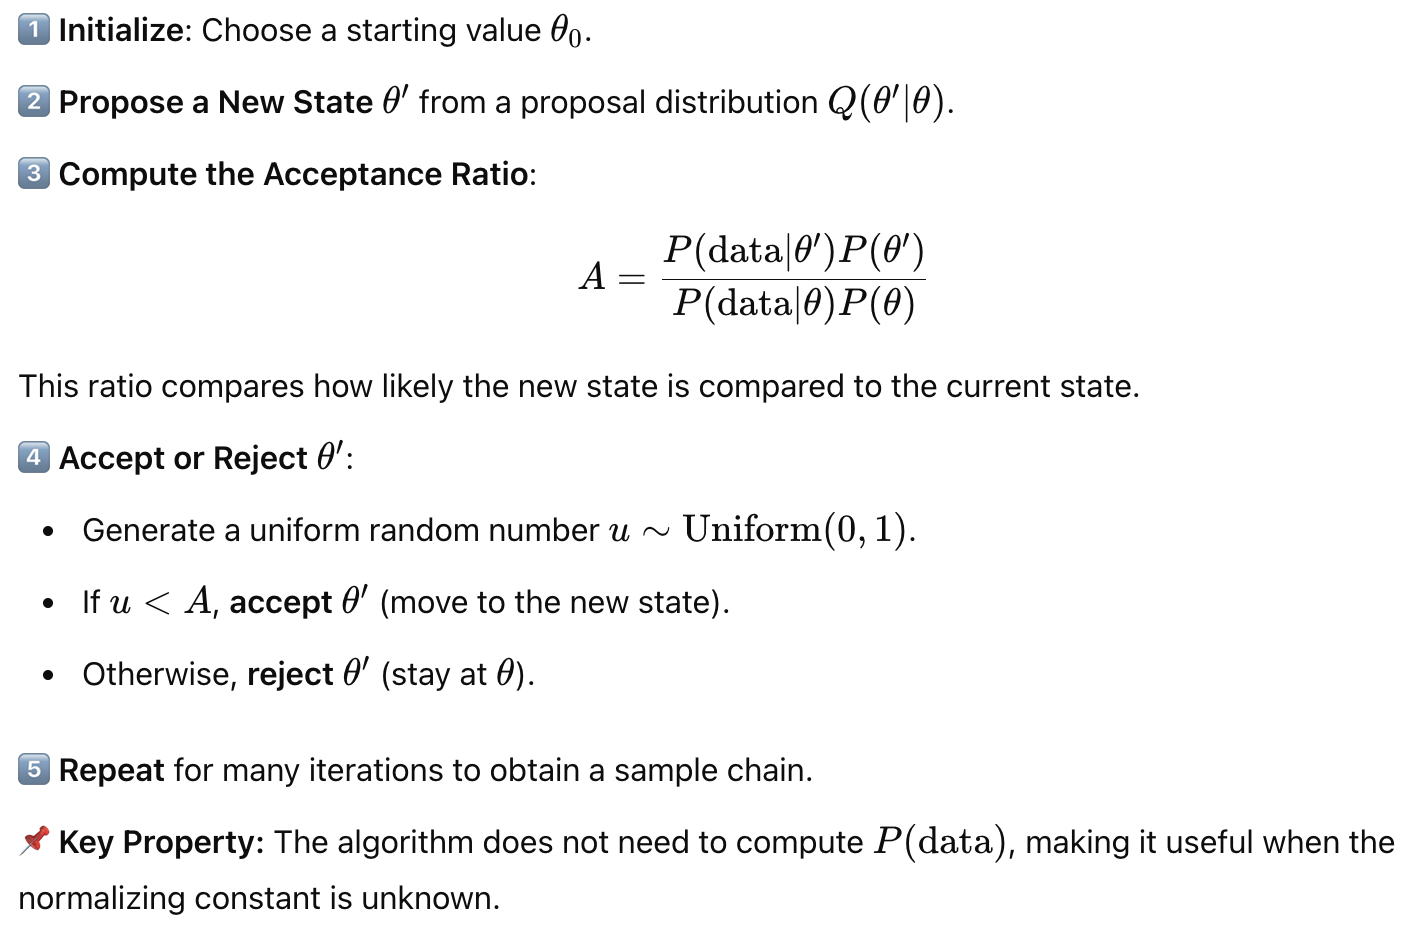 1️⃣ Initialize: Choose a starting value θ₀.
2️⃣ Propose a New State θ′ from a proposal distribution Q(θ′|θ).
3️⃣ Compute the Acceptance Ratio:
A = P(data|θ′)P(θ′) / P(data|θ)P(θ)
This ratio compares how likely the new state is compared to the current state.
4️⃣ Accept or Reject θ′:
• Generate a uniform random number u ∼ Uniform(0, 1).
• If u < A, accept θ′ (move to the new state).
• Otherwise, reject θ′ (stay at θ).
5️⃣ Repeat for many iterations to obtain a sample chain.
📌 Key Property: The algorithm does not need to compute P(data), making it useful when the
normalizing constant is unknown.